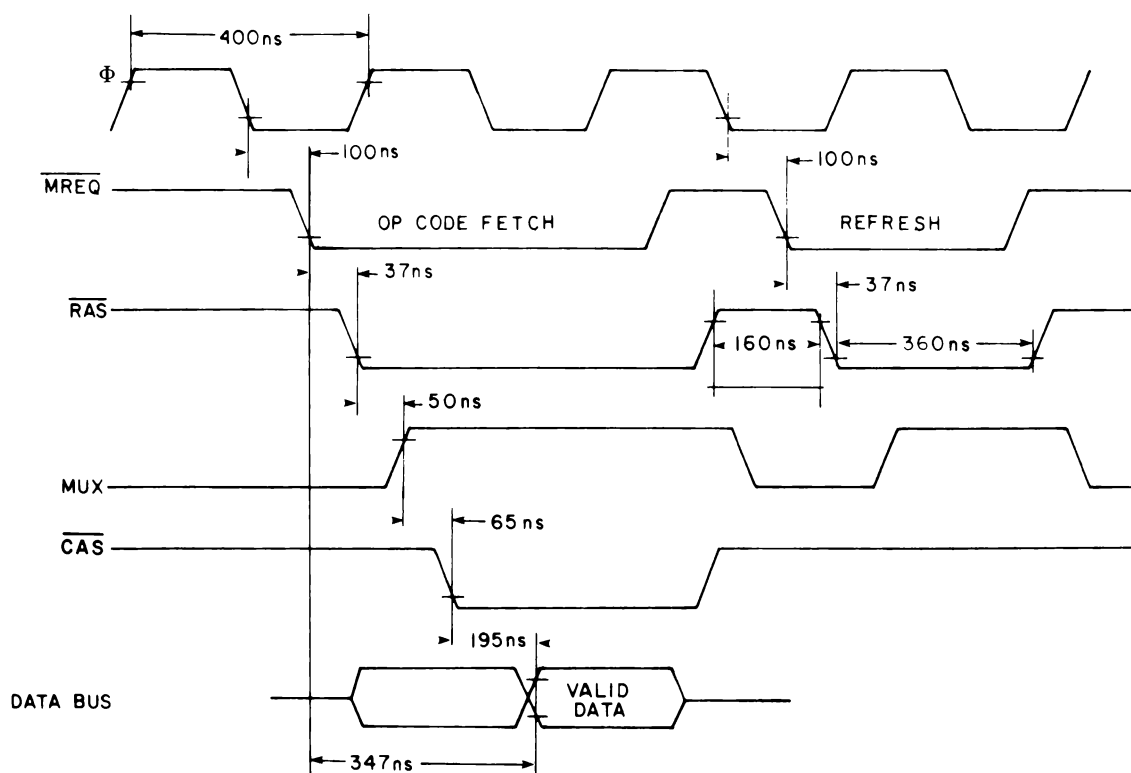 400ns
Φ
100ns
100ns
MREQ
OP CODE FETCH
REFRESH
37ns
37ns
RAS
160ns
360ns
50ns
MUX
65ns
CAS
195ns
DATA BUS
VALID
DATA
347ns